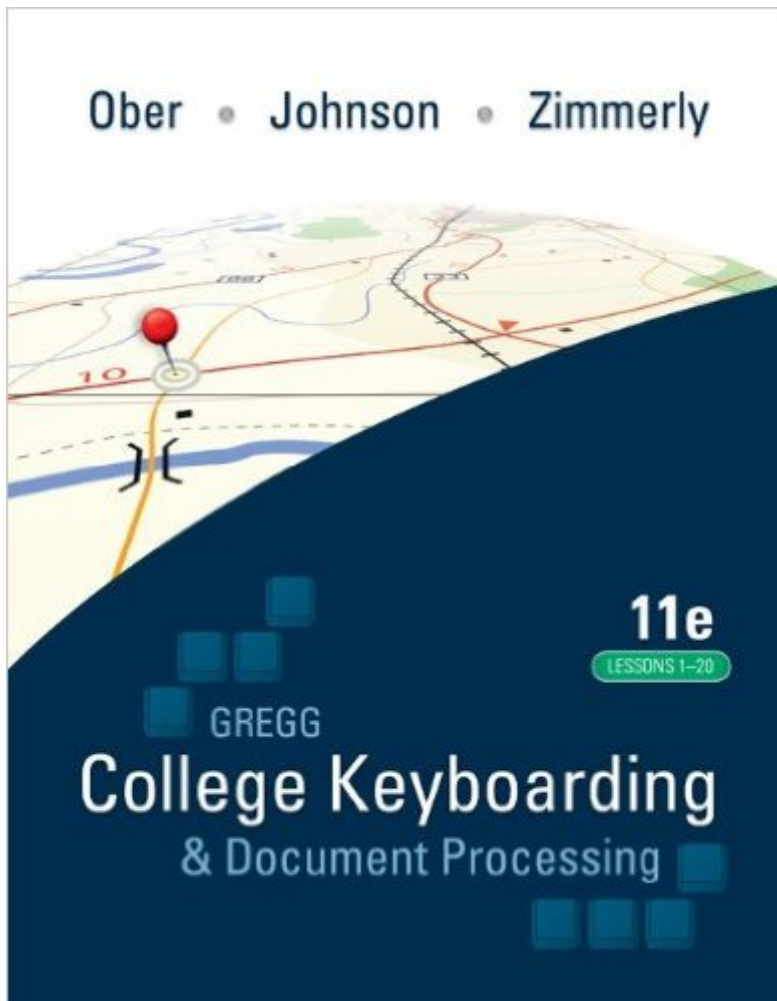 Ober • Johnson • Zimmerly
10
11e
LESSONS 1–20
GREGG
College Keyboarding
& Document Processing